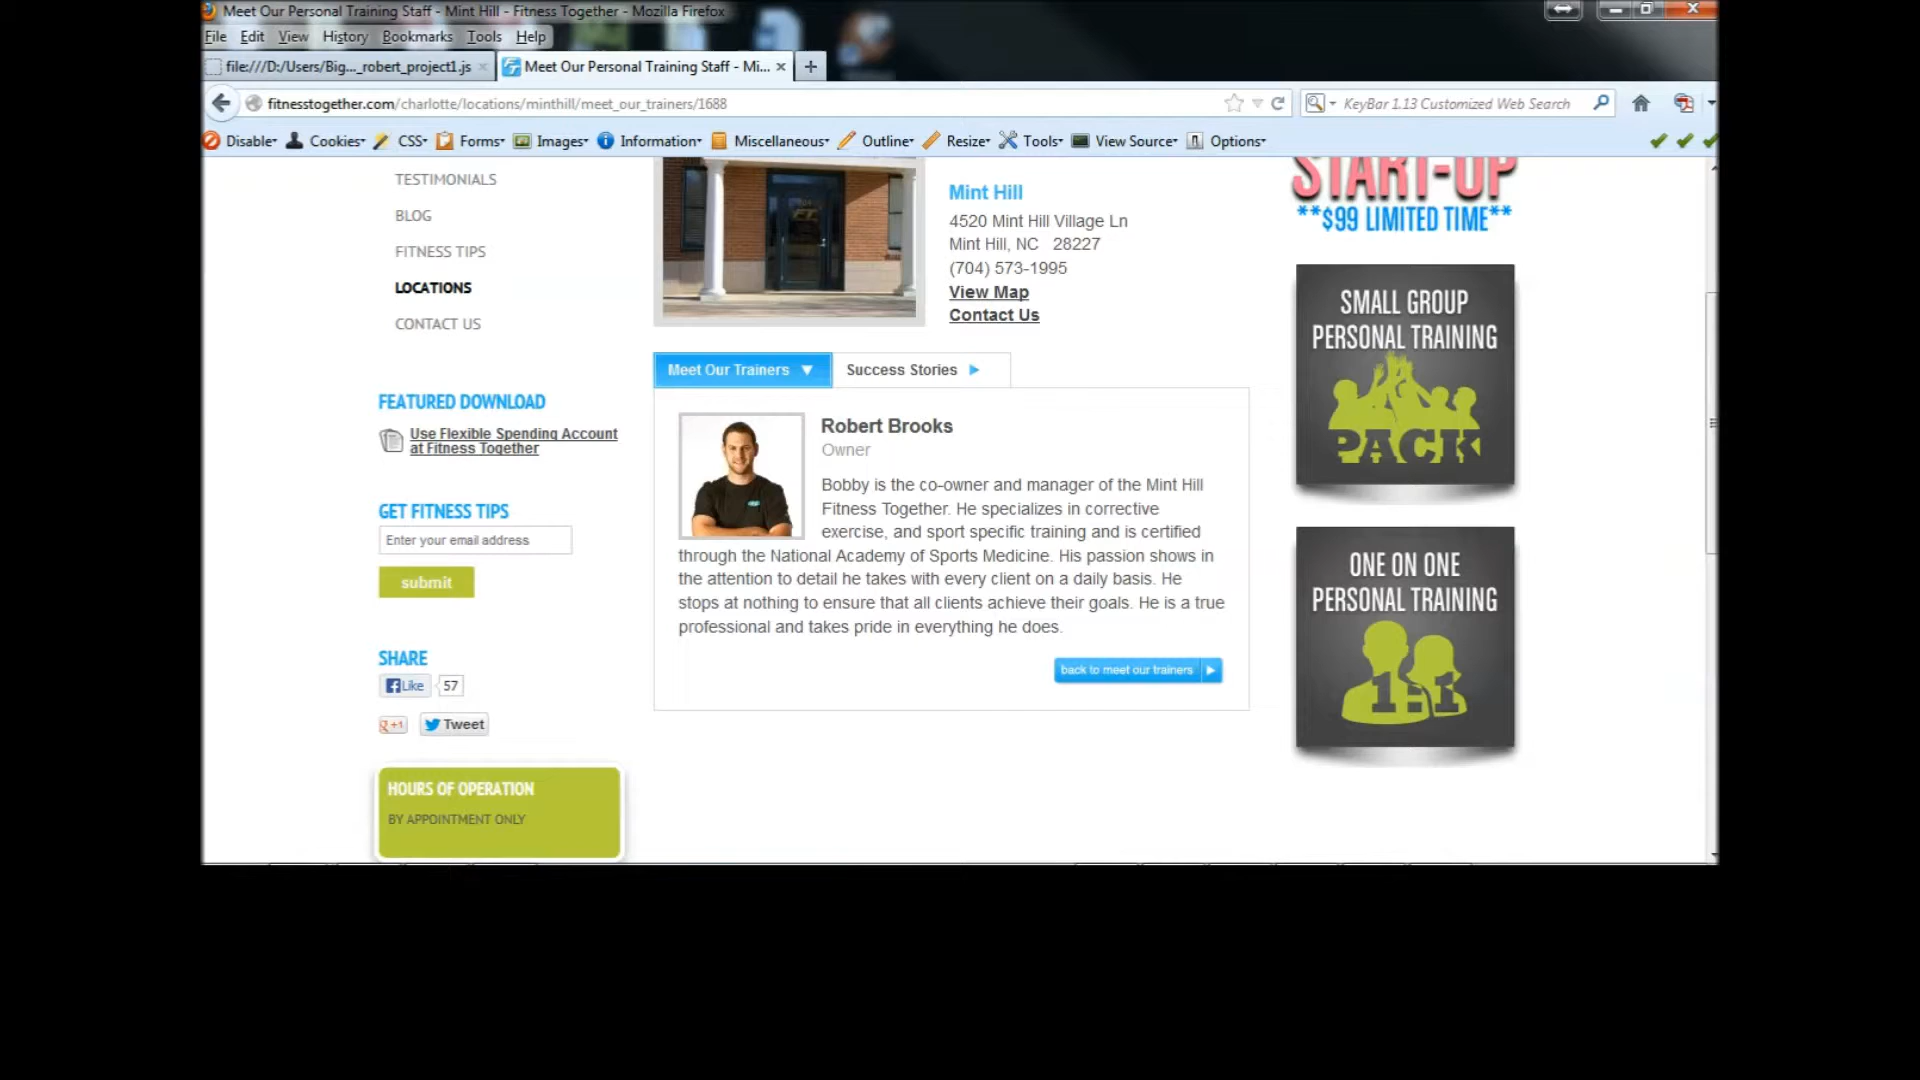 Meet Our Personal Training Staff - Mint Hill - Fitness Together - Mozilla Firefox
File Edit View History Bookmarks Tools Help
file:///D:/Users/Big..._robert_project1.js
Meet Our Personal Training Staff - Mi...
fitnesstogether.com/charlotte/locations/minthill/meet_our_trainers/1688
KeyBar 1.13 Customized Web Search
Disable Cookies CSS Forms Images Information Miscellaneous Outline Resize Tools View Source Options
TESTIMONIALS
BLOG
FITNESS TIPS
LOCATIONS
CONTACT US
FEATURED DOWNLOAD
Use Flexible Spending Account
at Fitness Together
GET FITNESS TIPS
Enter your email address
submit
SHARE
Like 57
g +1 Tweet
HOURS OF OPERATION
BY APPOINTMENT ONLY
Mint Hill
4520 Mint Hill Village Ln
Mint Hill, NC 28227
(704) 573-1995
View Map
Contact Us
Meet Our Trainers
Success Stories
Robert Brooks
Owner
Bobby is the co-owner and manager of the Mint Hill
Fitness Together. He specializes in corrective
exercise, and sport specific training and is certified
through the National Academy of Sports Medicine. His passion shows in
the attention to detail he takes with every client on a daily basis. He
stops at nothing to ensure that all clients achieve their goals. He is a true
professional and takes pride in everything he does.
back to meet our trainers
START-UP
**$99 LIMITED TIME**
SMALL GROUP
PERSONAL TRAINING
PACK
ONE ON ONE
PERSONAL TRAINING
1:1